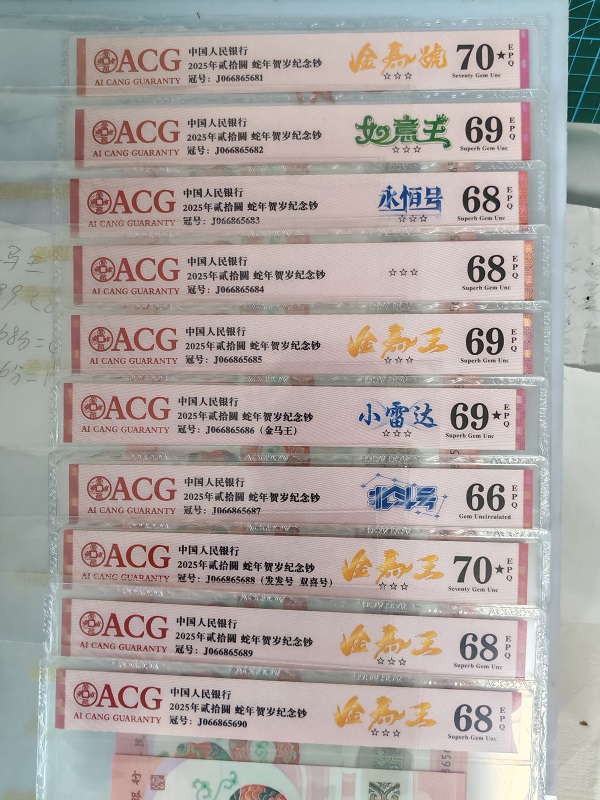 ACG
AI CANG GUARANTY
中国人民银行
2025年贰拾圆 蛇年贺岁纪念钞
冠号：J066865681
金馬號
☆☆☆
70★
EPQ
Seventy Gem Unc
ACG
AI CANG GUARANTY
中国人民银行
2025年贰拾圆 蛇年贺岁纪念钞
冠号：J066865682
如意王
☆☆☆
69
EPQ
Superb Gem Unc
ACG
AI CANG GUARANTY
中国人民银行
2025年贰拾圆 蛇年贺岁纪念钞
冠号：J066865683
永恒号
☆☆☆
68
EPQ
Superb Gem Unc
ACG
AI CANG GUARANTY
中国人民银行
2025年贰拾圆 蛇年贺岁纪念钞
冠号：J066865684
☆☆☆
68
EPQ
Superb Gem Unc
ACG
AI CANG GUARANTY
中国人民银行
2025年贰拾圆 蛇年贺岁纪念钞
冠号：J066865685
金馬王
☆☆☆
69
EPQ
Superb Gem Unc
ACG
AI CANG GUARANTY
中国人民银行
2025年贰拾圆 蛇年贺岁纪念钞
冠号：J066865686（金马王）
小雷达
☆☆☆
69★
EPQ
Superb Gem Unc
ACG
AI CANG GUARANTY
中国人民银行
2025年贰拾圆 蛇年贺岁纪念钞
冠号：J066865687
北斗号
66
EPQ
Gem Uncirculated
ACG
AI CANG GUARANTY
中国人民银行
2025年贰拾圆 蛇年贺岁纪念钞
冠号：J066865688（发发号 双喜号）
金馬王
☆☆☆
70★
EPQ
Seventy Gem Unc
ACG
AI CANG GUARANTY
中国人民银行
2025年贰拾圆 蛇年贺岁纪念钞
冠号：J066865689
金馬王
☆☆☆
68
EPQ
Superb Gem Unc
ACG
AI CANG GUARANTY
中国人民银行
2025年贰拾圆 蛇年贺岁纪念钞
冠号：J066865690
金馬王
☆☆☆
68
EPQ
Superb Gem Unc